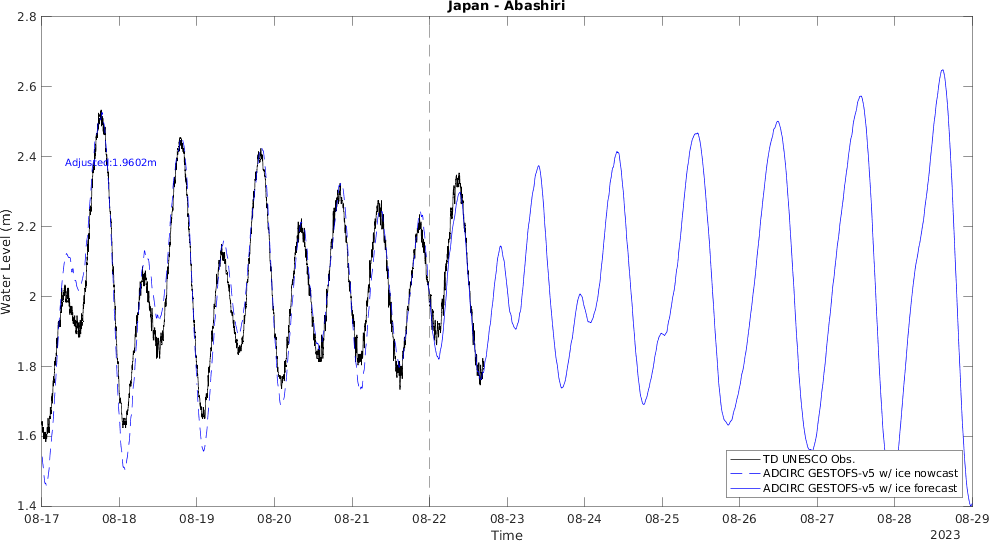 Japan - Abashiri
2.8
2.6
2.4
2.2
2
1.8
1.6
1.4
Water Level (m)
Adjusted:1.9602m
TD UNESCO Obs.
ADCIRC GESTOFS-v5 w/ ice nowcast
ADCIRC GESTOFS-v5 w/ ice forecast
08-17 08-18 08-19 08-20 08-21 08-22 08-23 08-24 08-25 08-26 08-27 08-28 08-29
Time
2023